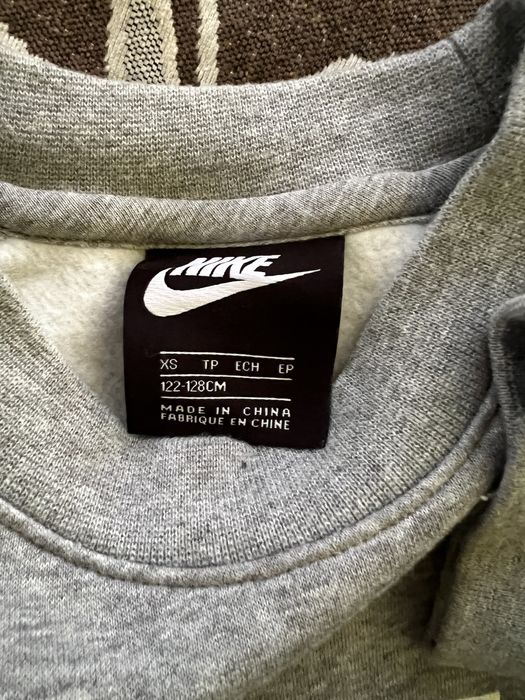 NIKE
XS TP ECH EP
122-128CM
MADE IN CHINA
FABRIQUE EN CHINE